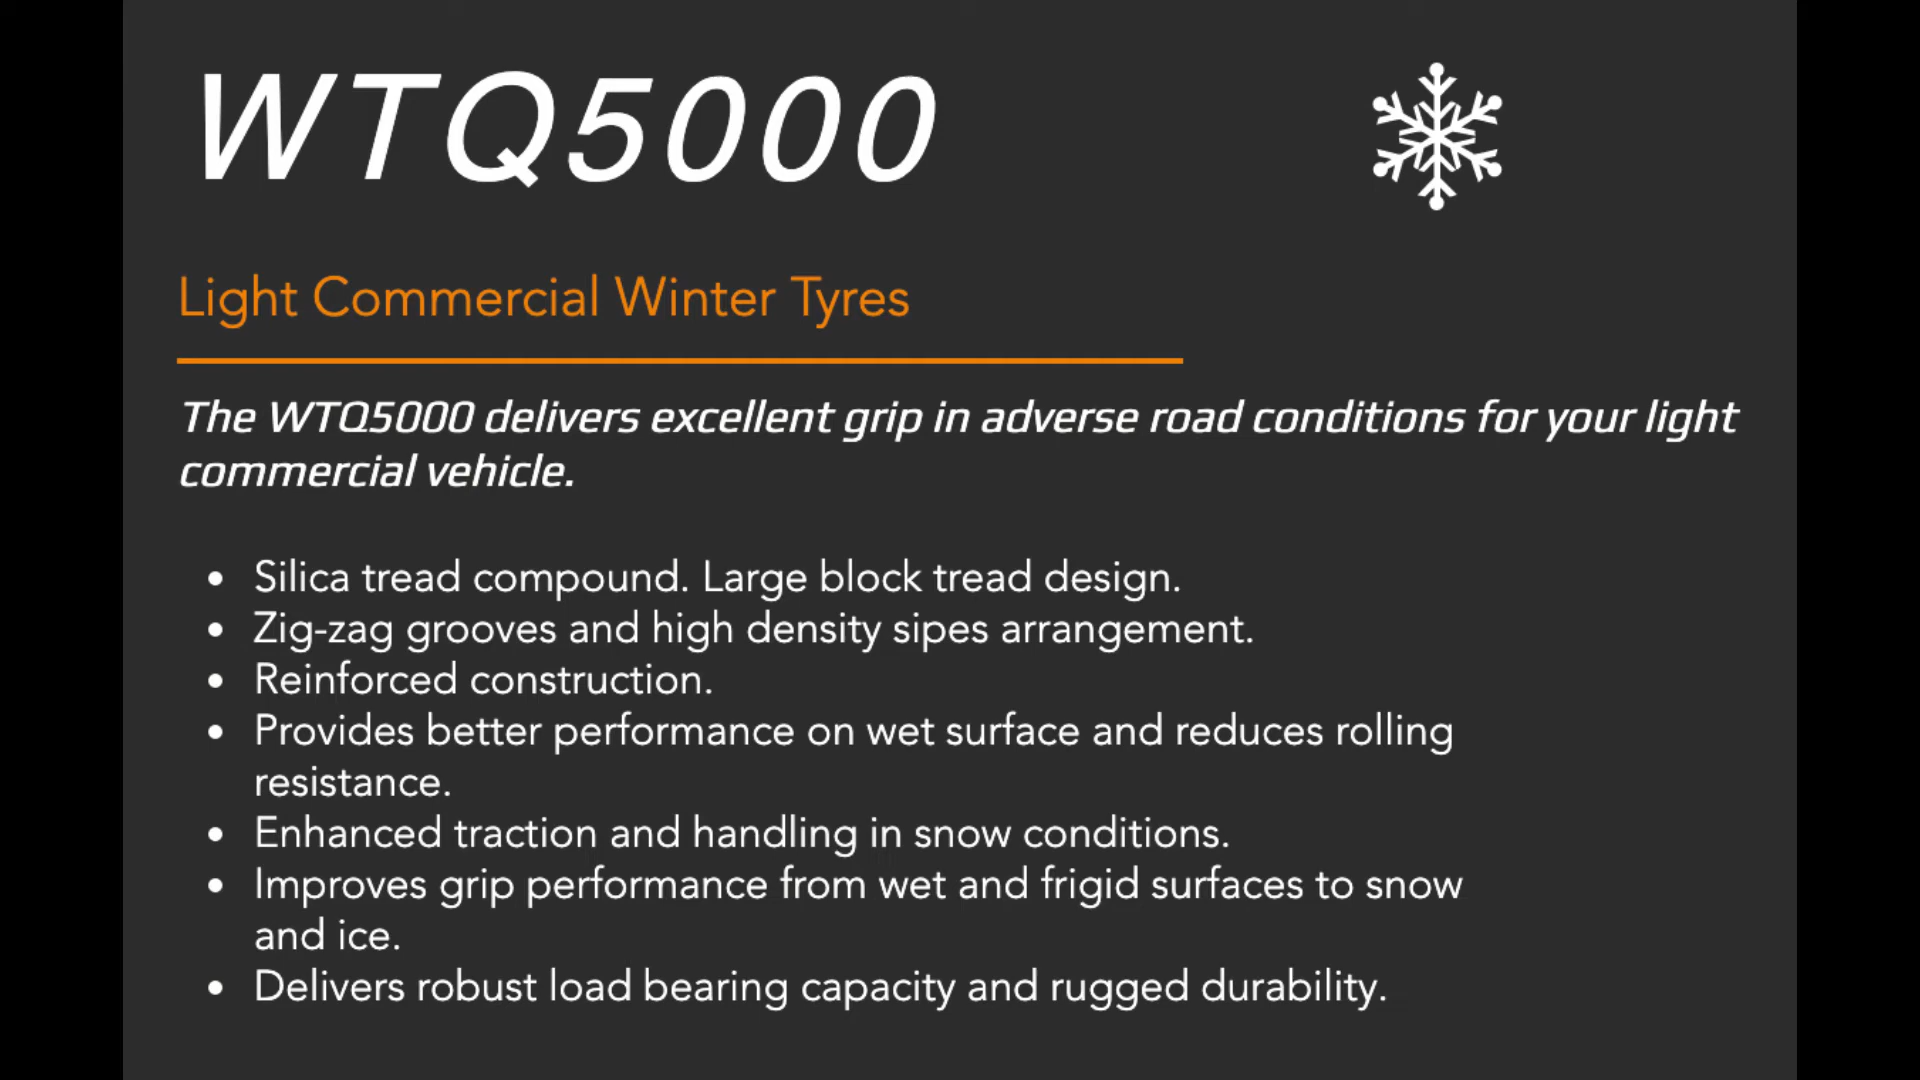 WTQ5000
Light Commercial Winter Tyres
The WTQ5000 delivers excellent grip in adverse road conditions for your light
commercial vehicle.
• Silica tread compound. Large block tread design.
• Zig-zag grooves and high density sipes arrangement.
• Reinforced construction.
• Provides better performance on wet surface and reduces rolling
resistance.
• Enhanced traction and handling in snow conditions.
• Improves grip performance from wet and frigid surfaces to snow
and ice.
• Delivers robust load bearing capacity and rugged durability.